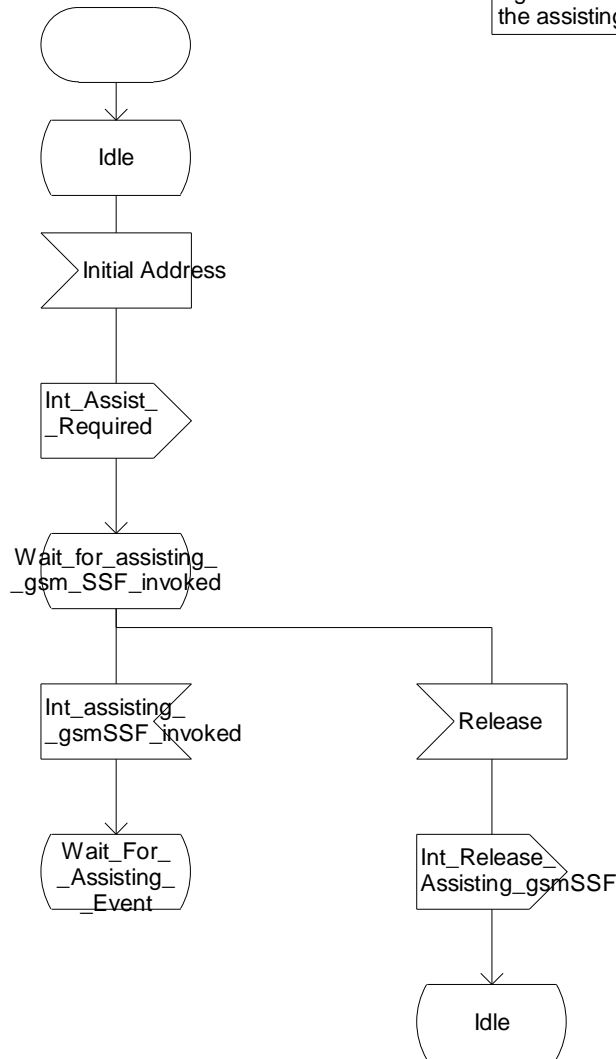 the assisting
Idle
Initial Address
Int_Assist_
_Required
Wait_for_assisting_
_gsm_SSF_invoked
Int_assisting_
_gsmSSF_invoked
Release
Wait_For_
_Assisting_
_Event
Int_Release_
Assisting_gsmSSF
Idle